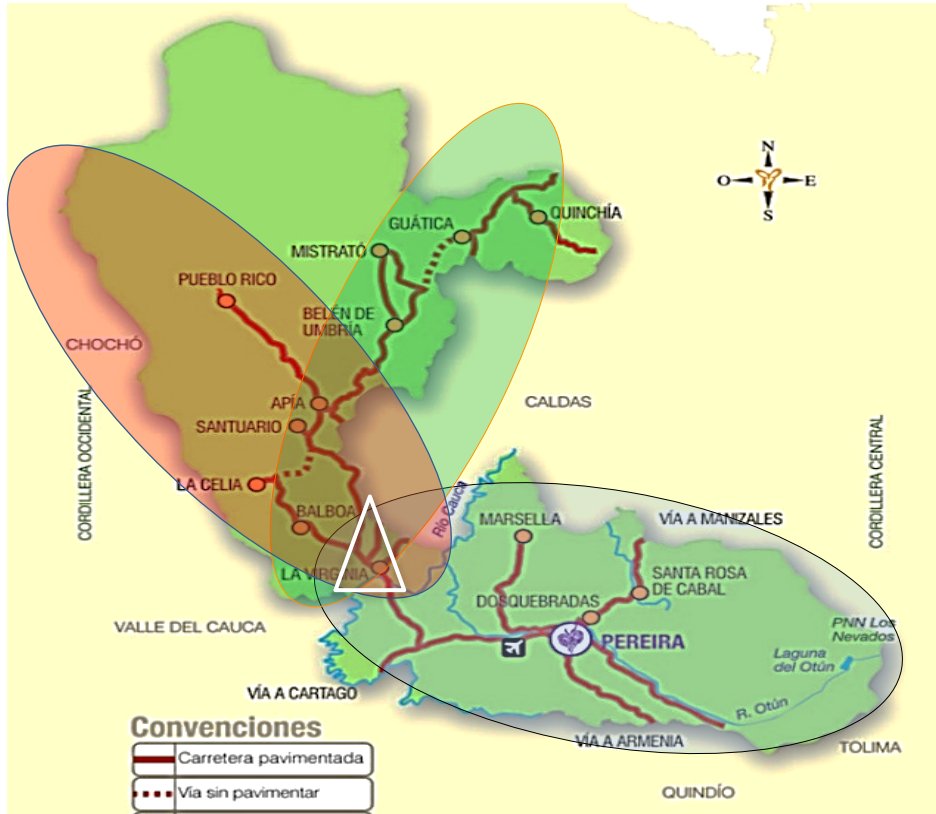 N
O E
S
QUINCHÍA
GUÁTICA
MISTRATÓ
PUEBLO RICO
BELÉN DE
UMBRÍA
CHOCHÓ
CORDILLERA OCCIDENTAL
APÍA
SANTUARIO
CALDAS
CORDILLERA CENTRAL
LA CELIA
BALBOA
Río Cauca
MARSELLA
VÍA A MANIZALES
LA VIRGINIA
SANTA ROSA
DE CABAL
DOSQUEBRADAS
VALLE DEL CAUCA
PEREIRA
PNN Los
Nevados
Laguna
del Otún
VÍA A CARTAGO
R. Otún
VÍA A ARMENIA
TOLIMA
QUINDÍO
Convenciones
Carretera pavimentada
Vía sin pavimentar